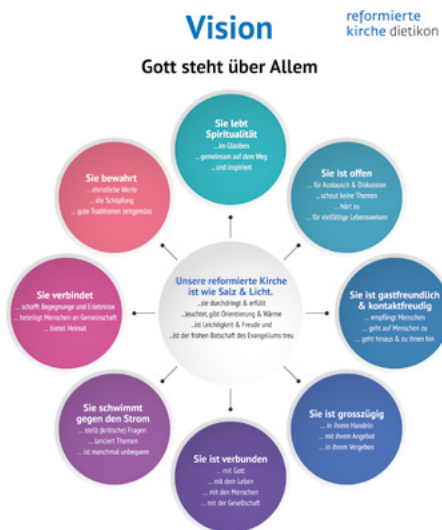 Vision
reformierte
kirche dietikon
Gott steht über Allem
Sie lebt
Spiritualität
...im Glauben
...gemeinsam auf dem Weg
...und inspiriert
Sie ist offen
... für Austausch & Diskussion
...scheut keine Themen
... hört zu
... für vielfältige Lebensweisen
Sie ist gastfreundlich
& kontaktfreudig
... empfängt Menschen
... geht auf Menschen zu
... geht hinaus & zu ihnen hin
Sie ist grosszügig
... in ihrem Handeln
... mit ihrem Angebot
... in ihrem Vergeben
Sie ist verbunden
... mit Gott
... mit dem Leben
... mit den Menschen
... mit der Gesellschaft
Sie schwimmt
gegen den Strom
... stellt (kritische) Fragen
... lanciert Themen
... ist manchmal unbequem
Sie verbindet
... schafft Begegnunge und Erlebnisse
... beteiligt Menschen an Gemeinschaft
... bietet Heimat
Sie bewahrt
...christliche Werte
... die Schöpfung
... gute Traditionen zeitgemäss
Unsere reformierte Kirche
ist wie Salz & Licht.
..sie durchdringt & erfüllt
..leuchtet, gibt Orientierung & Wärme
..ist Leichtigkeit & Freude und
..ist der frohen Botschaft des Evangeliums treu